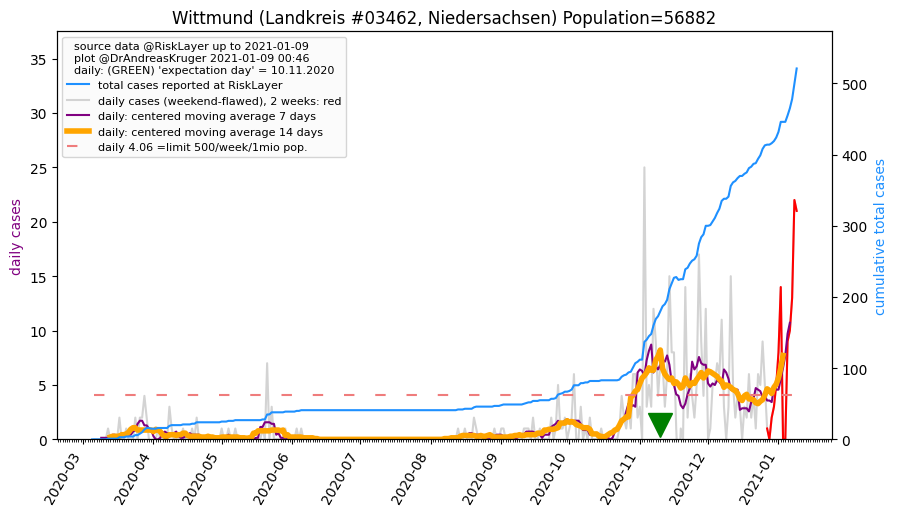 Wittmund (Landkreis #03462, Niedersachsen) Population=56882
source data @RiskLayer up to 2021-01-09
plot @DrAndreasKruger 2021-01-09 00:46
daily: (GREEN) 'expectation day' = 10.11.2020
total cases reported at RiskLayer
daily cases (weekend-flawed), 2 weeks: red
daily: centered moving average 7 days
daily: centered moving average 14 days
daily 4.06 =limit 500/week/1mio pop.
daily cases
35
30
25
20
15
10
5
0
cumulative total cases
500
400
300
200
100
0
2020-03
2020-04
2020-05
2020-06
2020-07
2020-08
2020-09
2020-10
2020-11
2020-12
2021-01